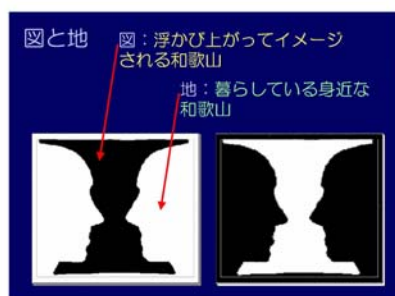 図と地
図：浮かび上がってイメージ
される和歌山
地：暮らしている身近な
和歌山